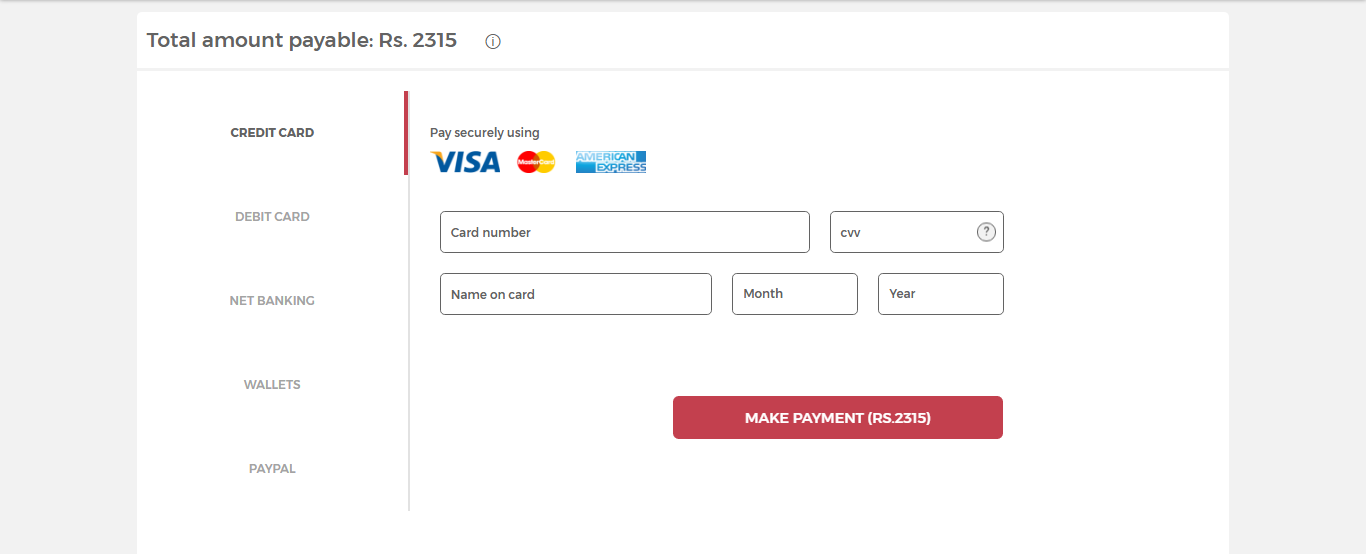 Total amount payable: Rs. 2315 i
CREDIT CARD
DEBIT CARD
NET BANKING
WALLETS
PAYPAL
Pay securely using
VISA MasterCard AMERICAN EXPRESS
Card number
cvv ?
Name on card
Month
Year
MAKE PAYMENT (RS.2315)